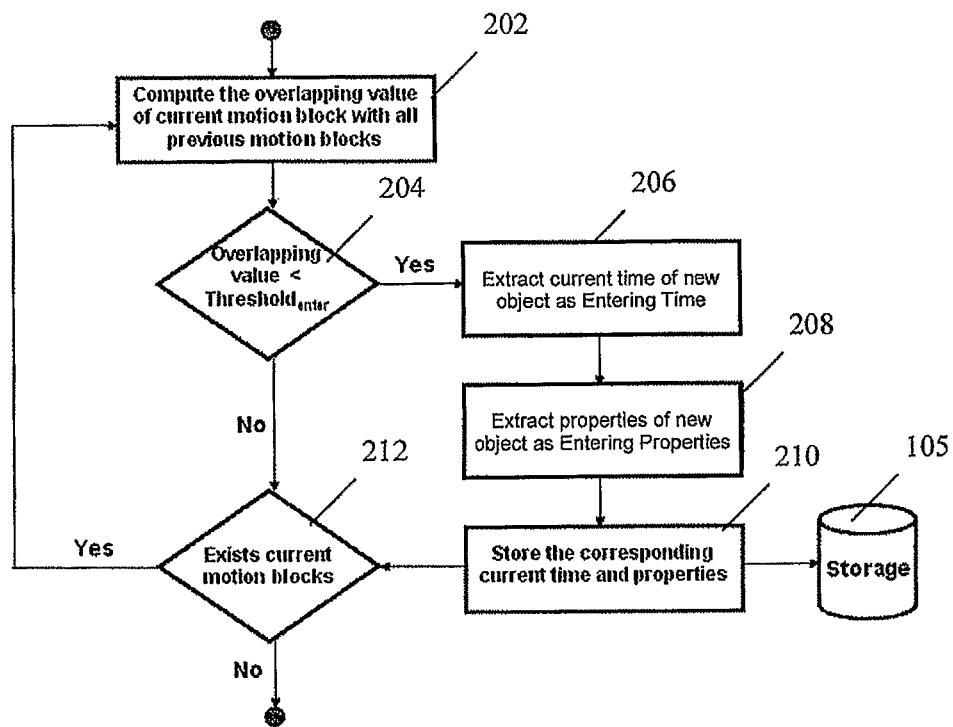 202
Compute the overlapping value
of current motion block with all
previous motion blocks
204
Overlapping
value <
Threshold_enter
Yes
206
Extract current time of new
object as Entering Time
208
Extract properties of new
object as Entering Properties
No
212
210
105
Yes
Exists current
motion blocks
Store the corresponding
current time and properties
Storage
No